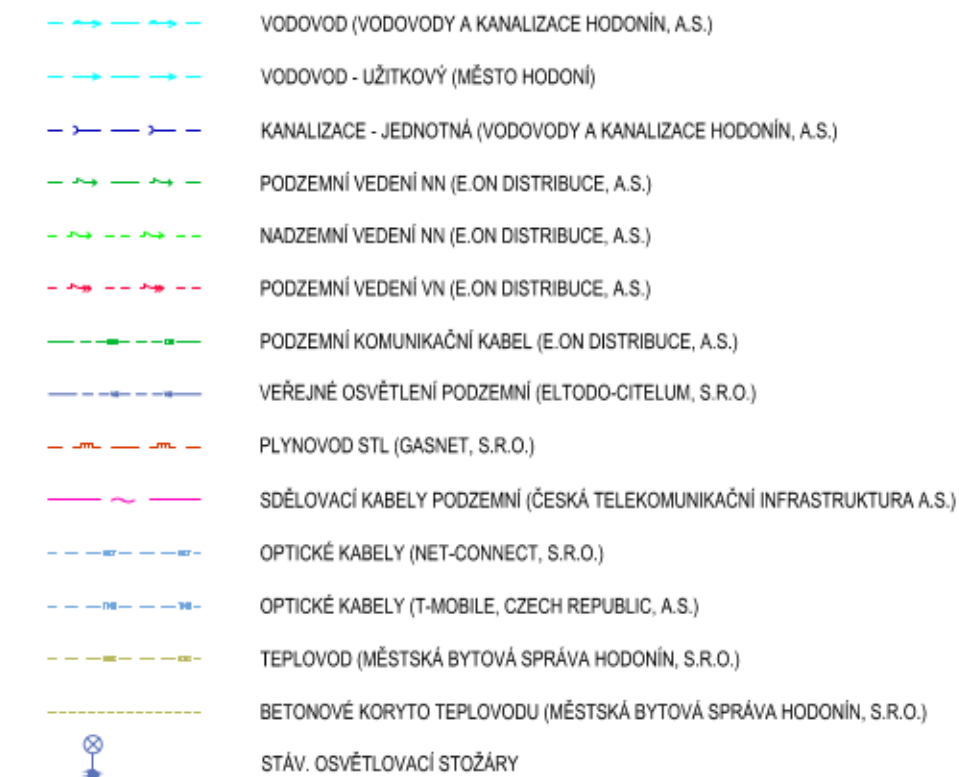 VODOVOD (VODOVODY A KANALIZACE HODONÍN, A.S.)
VODOVOD - UŽITKOVÝ (MĚSTO HODONÍ)
KANALIZACE - JEDNOTNÁ (VODOVODY A KANALIZACE HODONÍN, A.S.)
PODZEMNÍ VEDENÍ NN (E.ON DISTRIBUCE, A.S.)
NADZEMNÍ VEDENÍ NN (E.ON DISTRIBUCE, A.S.)
PODZEMNÍ VEDENÍ VN (E.ON DISTRIBUCE, A.S.)
PODZEMNÍ KOMUNIKAČNÍ KABEL (E.ON DISTRIBUCE, A.S.)
VEŘEJNÉ OSVĚTLENÍ PODZEMNÍ (ELTODO-CITELUM, S.R.O.)
PLYNOVOD STL (GASNET, S.R.O.)
SDĚLOVACÍ KABELY PODZEMNÍ (ČESKÁ TELEKOMUNIKAČNÍ INFRASTRUKTURA A.S.)
OPTICKÉ KABELY (NET-CONNECT, S.R.O.)
OPTICKÉ KABELY (T-MOBILE, CZECH REPUBLIC, A.S.)
TEPLOVOD (MĚSTSKÁ BYTOVÁ SPRÁVA HODONÍN, S.R.O.)
BETONOVÉ KORYTO TEPLOVODU (MĚSTSKÁ BYTOVÁ SPRÁVA HODONÍN, S.R.O.)
STÁV. OSVĚTLOVACÍ STOŽÁRY